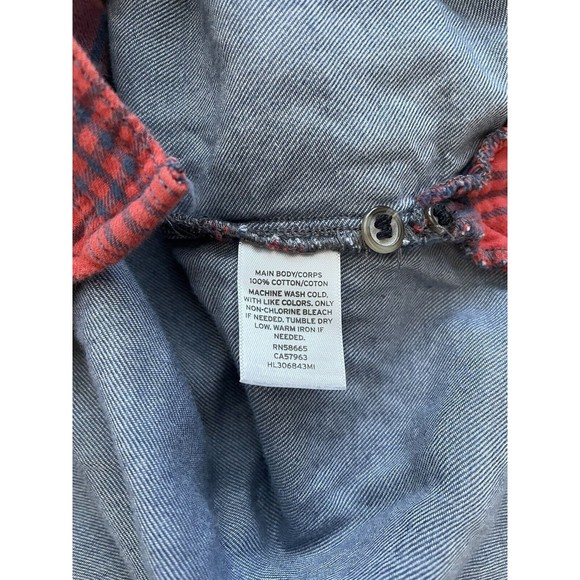 MAIN BODY/CORPS
100% COTTON/COTON
MACHINE WASH COLD,
WITH LIKE COLORS. ONLY
NON-CHLORINE BLEACH
IF NEEDED. TUMBLE DRY
LOW. WARM IRON IF
NEEDED.
RN58665
CA57963
HL306843MI